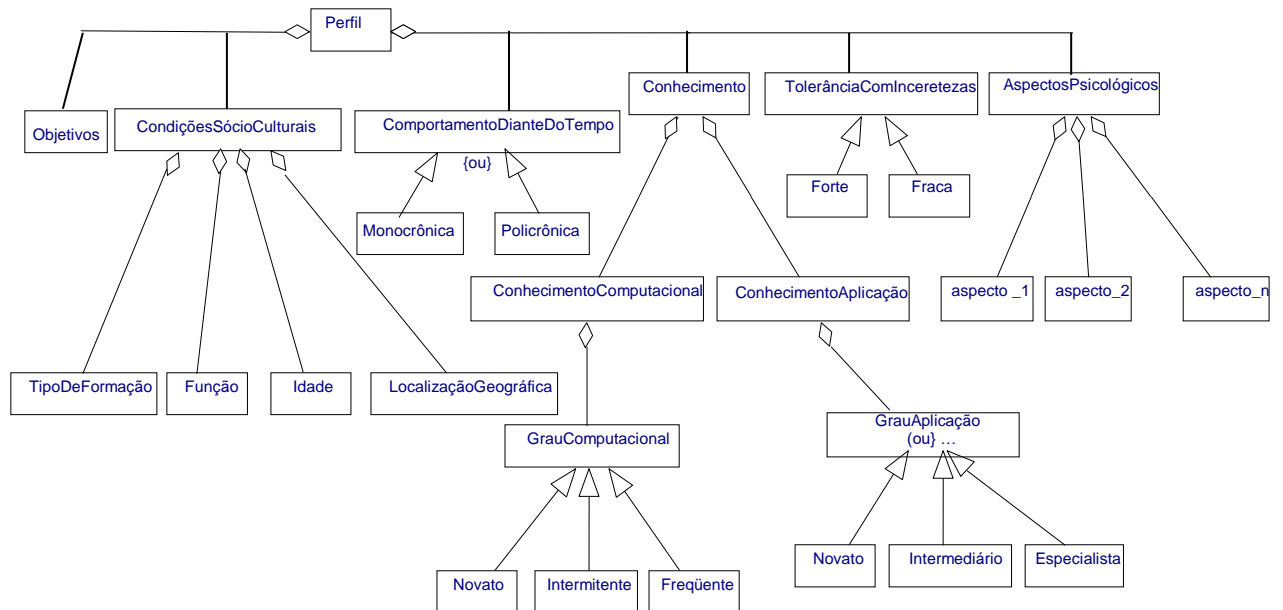 Perfil
Objetivos
CondiçõesSócioCulturais
ComportamentoDianteDoTempo
{ou}
Conhecimento
TolerânciaComInceretezas
AspectosPsicológicos
Monocrônica
Policrônica
Forte
Fraca
ConhecimentoComputacional
ConhecimentoAplicação
aspecto _1
aspecto_2
aspecto_n
TipoDeFormação
Função
Idade
LocalizaçãoGeográfica
GrauComputacional
GrauAplicação
(ou} ...
Novato
Intermitente
Freqüente
Novato
Intermediário
Especialista